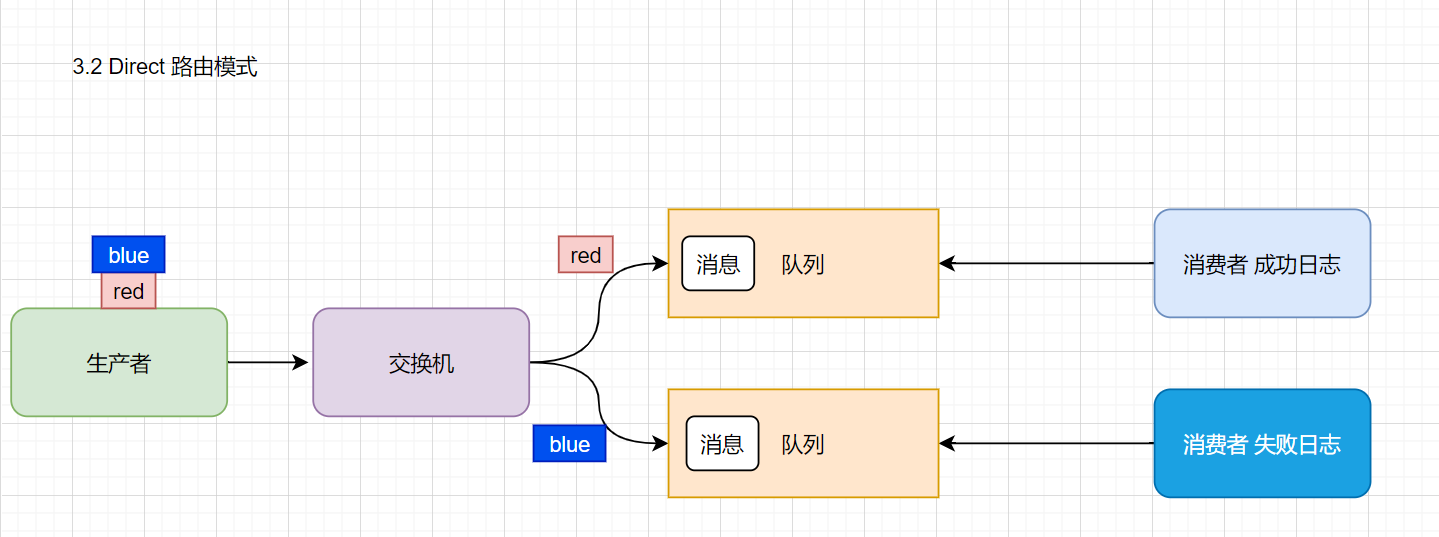 3.2 Direct 路由模式
blue
red
生产者
交换机
red
消息
队列
消费者 成功日志
blue
消息
队列
消费者 失败日志